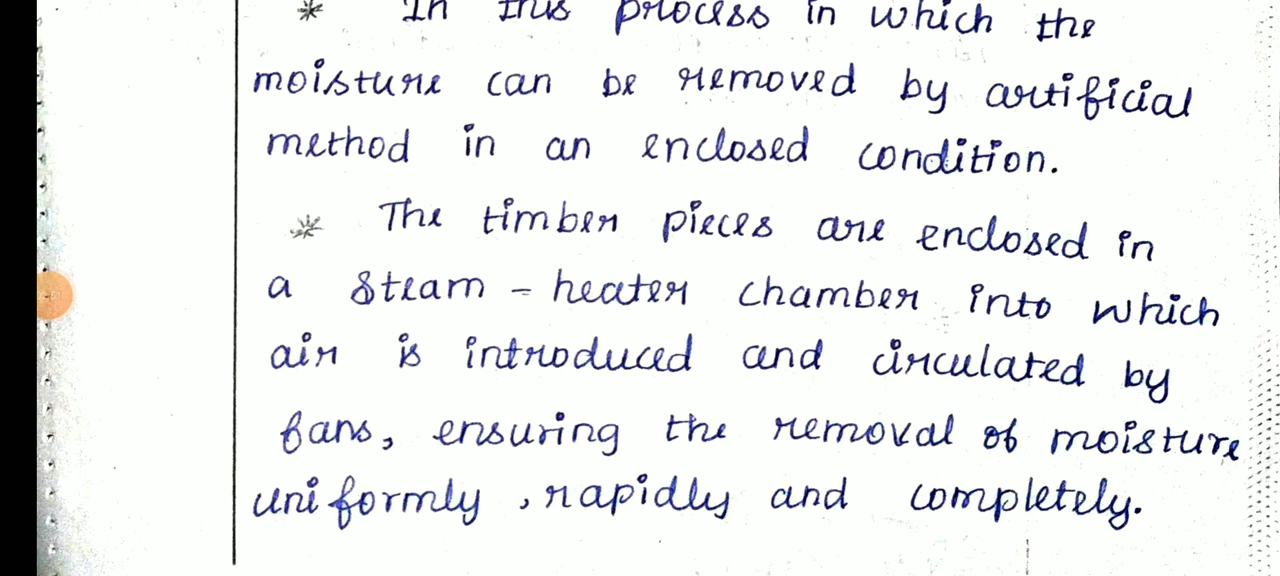 * In this process in which the
moisture can be removed by artificial
method in an enclosed condition.
* The timber pieces are enclosed in
a steam - heater chamber into which
air is introduced and circulated by
fans, ensuring the removal of moisture
uniformly, rapidly and completely.